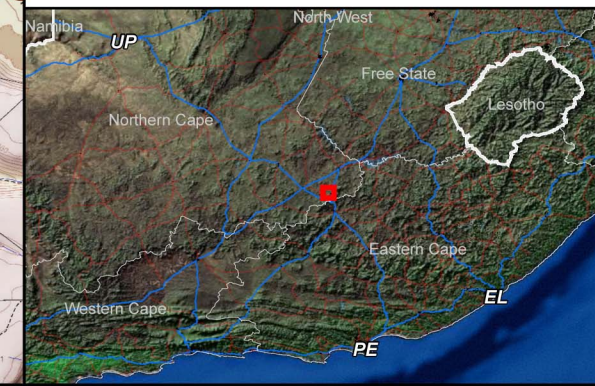 North West
Namibia
UP
Free State
Lesotho
Northern Cape
Eastern Cape
EL
Western Cape
PE